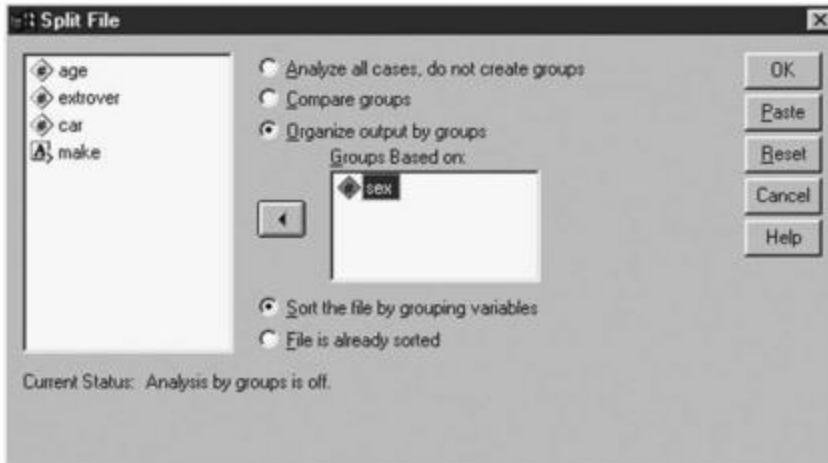 Split File
age
extrover
car
make
Analyze all cases, do not create groups
Compare groups
Organize output by groups
Groups Based on:
sex
Sort the file by grouping variables
File is already sorted
Current Status: Analysis by groups is off.
OK
Paste
Reset
Cancel
Help